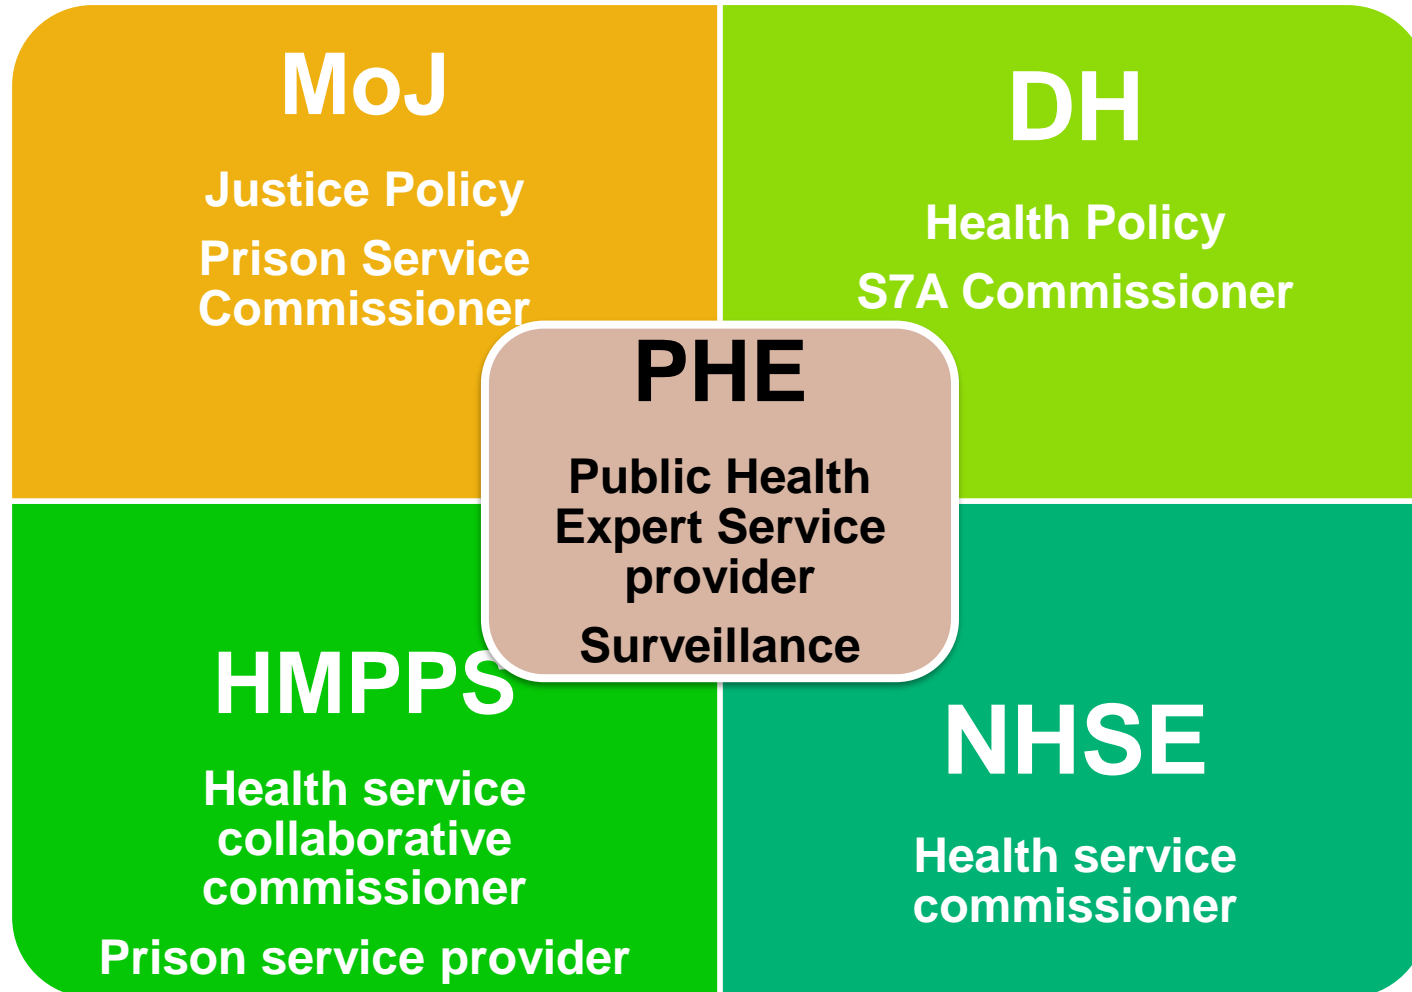 MoJ
Justice Policy
Prison Service
Commissioner
DH
Health Policy
S7A Commissioner
PHE
Public Health
Expert Service
provider
Surveillance
HMPPS
Health service
collaborative
commissioner
Prison service provider
NHSE
Health service
commissioner